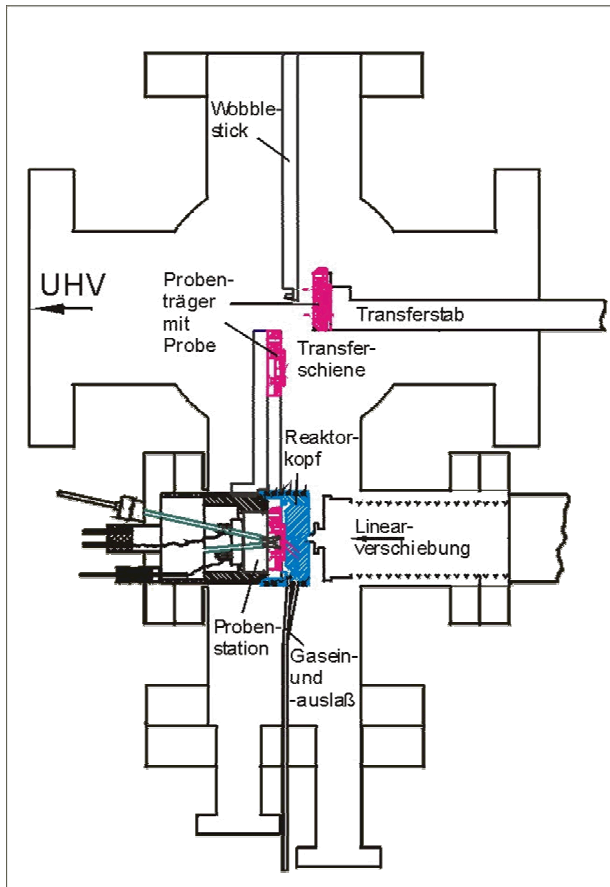 Wobble-
stick
UHV
Proben-
träger
mit
Probe
Transferstab
Transfer-
schiene
Reaktor-
kopf
Linear-
verschiebung
Proben-
station
Gasein-
und
-auslaß